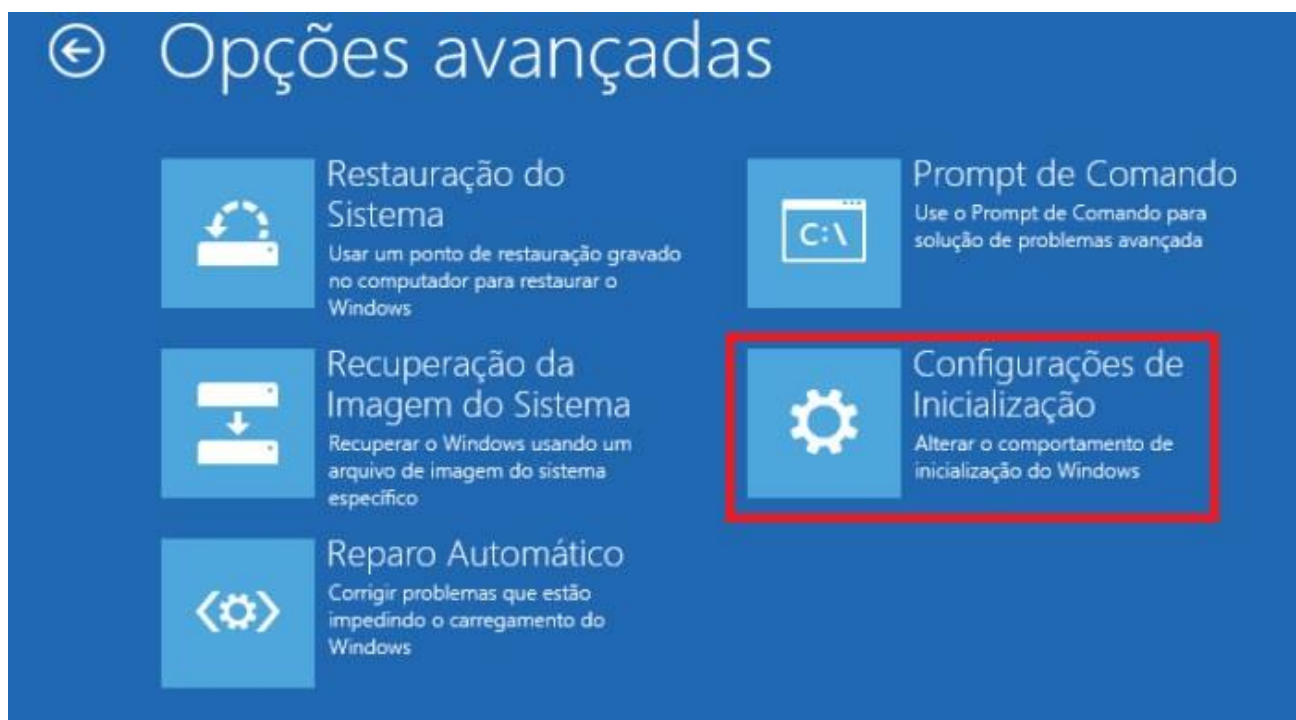 Opções avançadas
Restauração do
Sistema
Usar um ponto de restauração gravado
no computador para restaurar o
Windows
Prompt de Comando
Use o Prompt de Comando para
solução de problemas avançada
C:\
Recuperação da
Imagem do Sistema
Recuperar o Windows usando um
arquivo de imagem do sistema
específico
Configurações de
Inicialização
Alterar o comportamento de
inicialização do Windows
Reparo Automático
Corrigir problemas que estão
impedindo o carregamento do
Windows